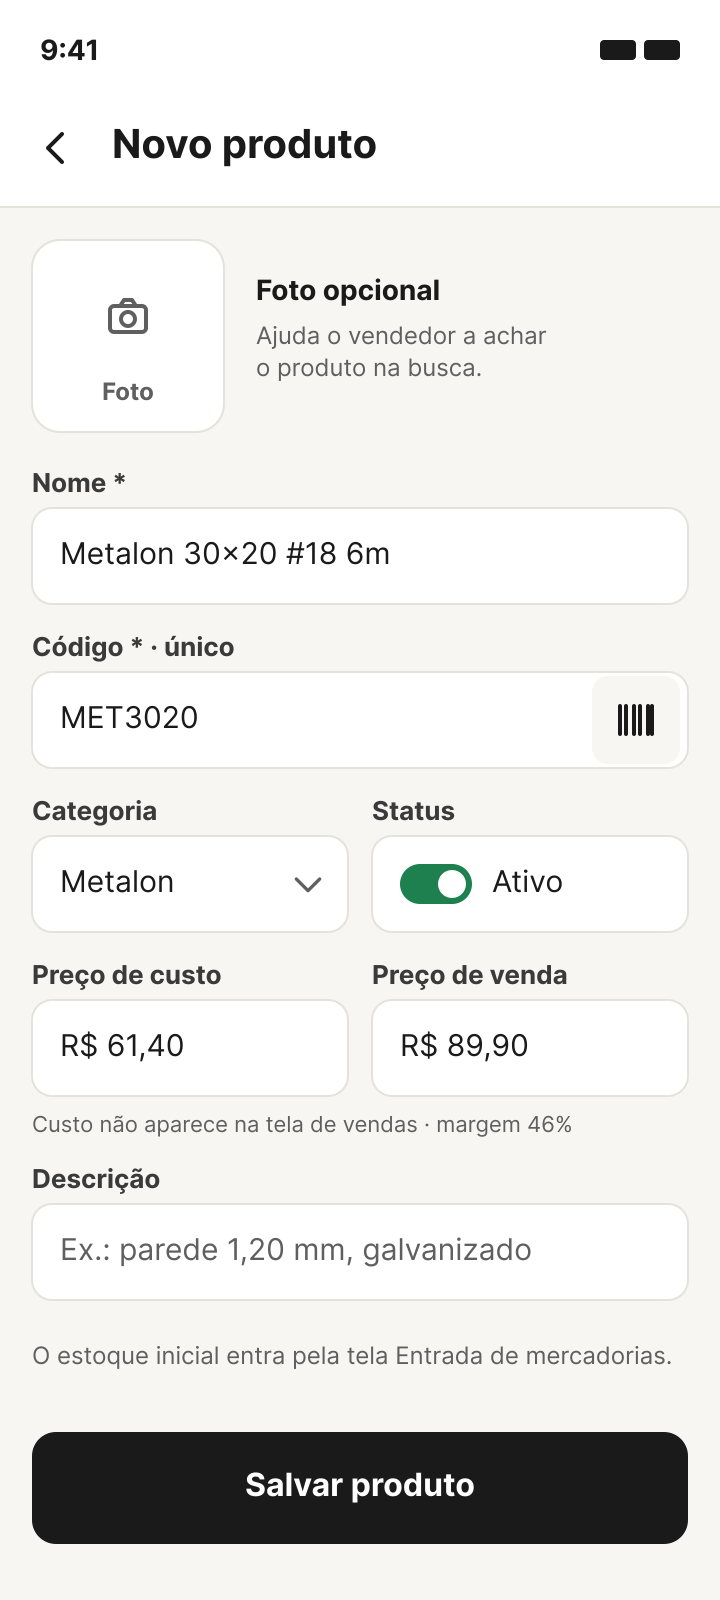 9:41
Novo produto
Foto
Foto opcional
Ajuda o vendedor a achar
o produto na busca.
Nome *
Metalon 30×20 #18 6m
Código * · único
MET3020
Categoria
Status
Metalon
Ativo
Preço de custo
Preço de venda
R$ 61,40
R$ 89,90
Custo não aparece na tela de vendas · margem 46%
Descrição
Ex.: parede 1,20 mm, galvanizado
O estoque inicial entra pela tela Entrada de mercadorias.
Salvar produto